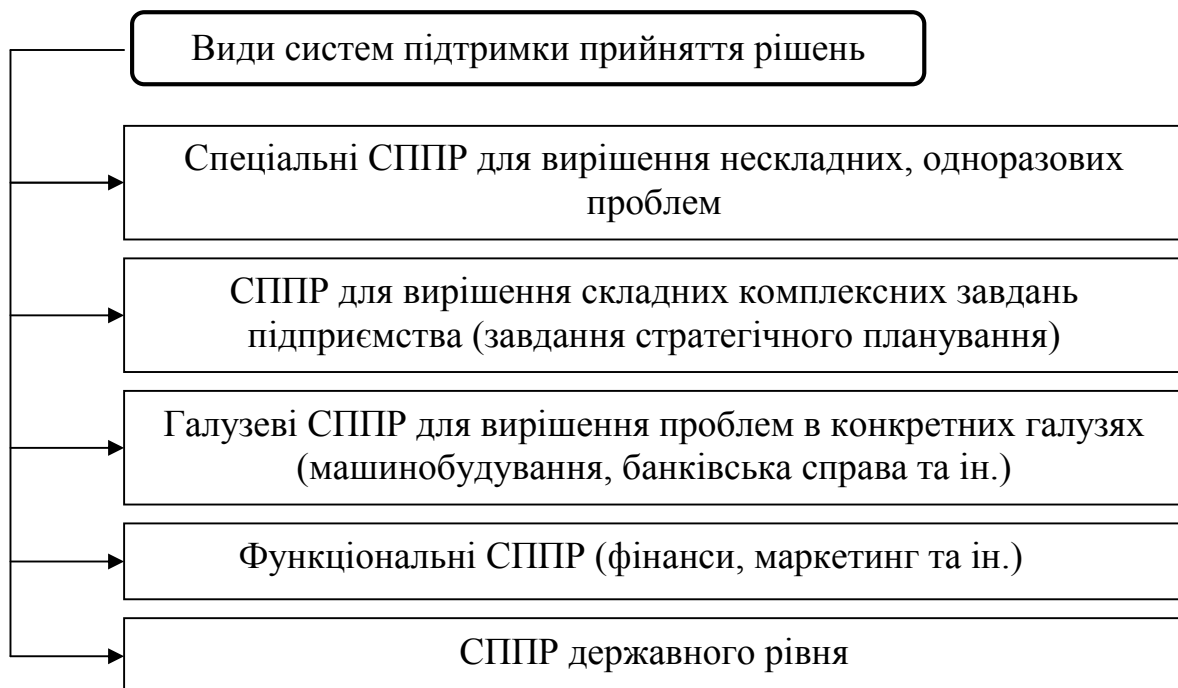 Види систем підтримки прийняття рішень
Спеціальні СППР для вирішення нескладних, одноразових
проблем
СППР для вирішення складних комплексних завдань
підприємства (завдання стратегічного планування)
Галузеві СППР для вирішення проблем в конкретних галузях
(машинобудування, банківська справа та ін.)
Функціональні СППР (фінанси, маркетинг та ін.)
СППР державного рівня